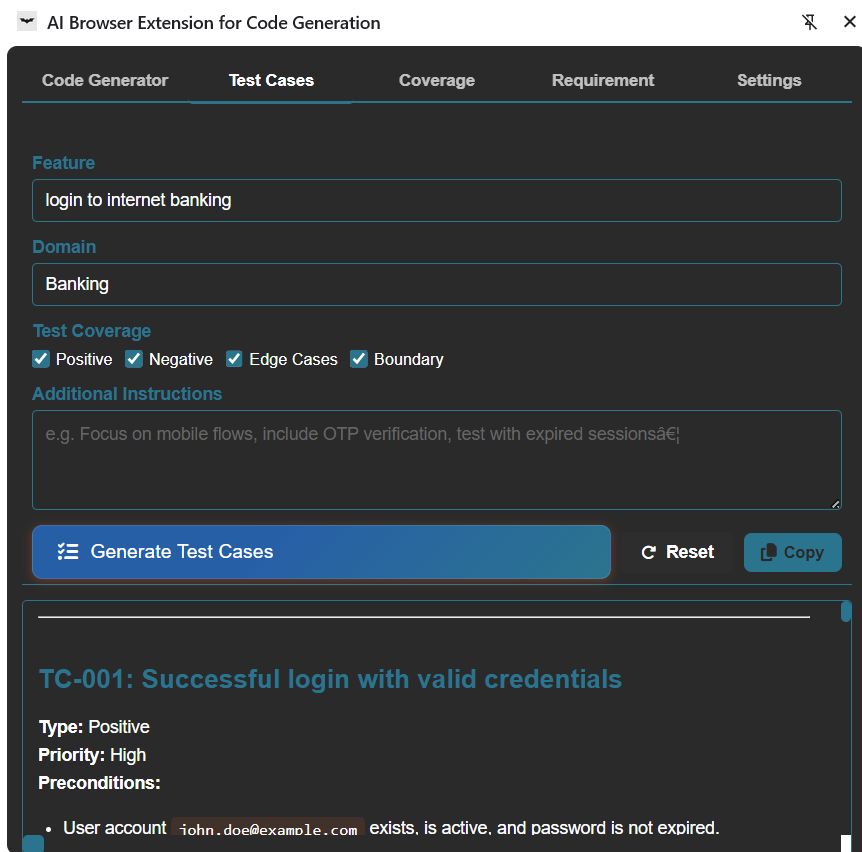 AI Browser Extension for Code Generation
Code Generator Test Cases Coverage Requirement Settings
Feature
login to internet banking
Domain
Banking
Test Coverage
Positive Negative Edge Cases Boundary
Additional Instructions
e.g. Focus on mobile flows, include OTP verification, test with expired sessionsâ€¦
Generate Test Cases Reset Copy
TC-001: Successful login with valid credentials
Type: Positive
Priority: High
Preconditions:
• User account john.doe@example.com exists, is active, and password is not expired.